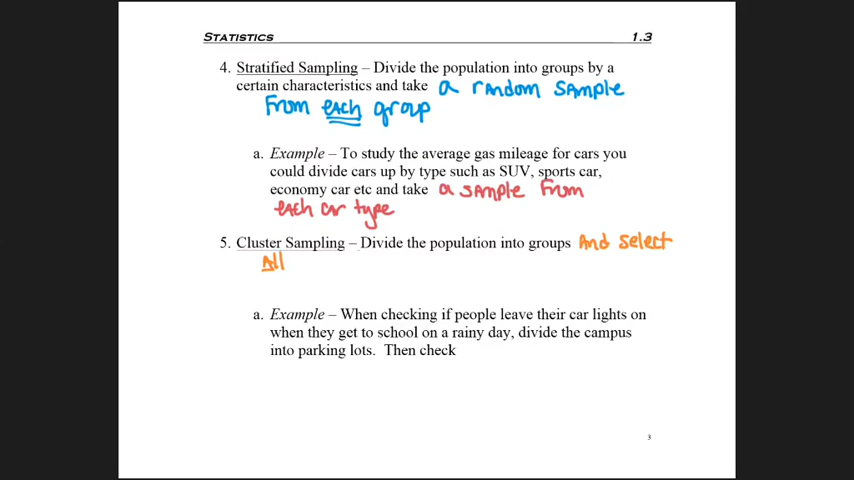 STATISTICS 1.3
4. Stratified Sampling – Divide the population into groups by a
certain characteristics and take a random sample
from each group
a. Example – To study the average gas mileage for cars you
could divide cars up by type such as SUV, sports car,
economy car etc and take a sample from
each car type
5. Cluster Sampling – Divide the population into groups And select
All
a. Example – When checking if people leave their car lights on
when they get to school on a rainy day, divide the campus
into parking lots. Then check
3